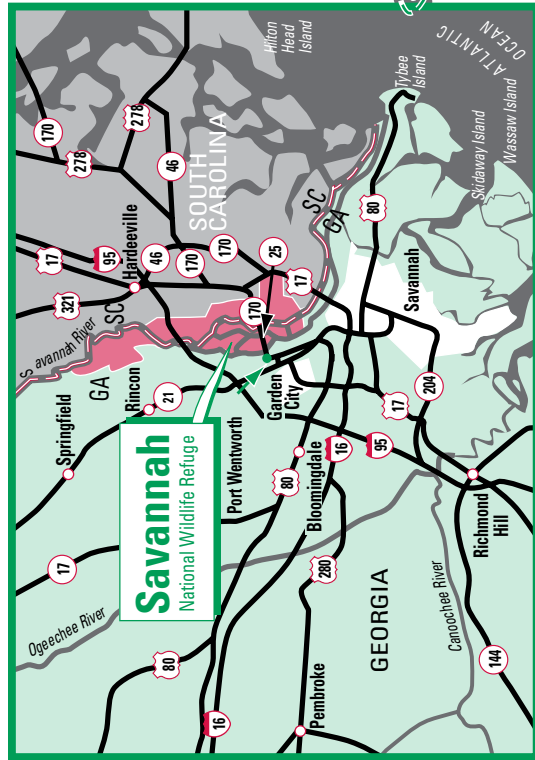 Savannah
National Wildlife Refuge
170
278
278
46
17
95
Hardeeville
46
170
170
170
25
17
321
SC
SOUTH
CAROLINA
Hilton
Head
Island
Tybee
Island
ATLANTIC
OCEAN
Skidaway Island
Wassaw Island
SC
GA
80
Savannah
Savannah River
GA
Rincon
21
Springfield
Port Wentworth
Garden
City
17
204
Bloomingdale
80
16
95
17
Richmond
Hill
Ogeechee River
280
GEORGIA
Canoochee River
80
16
Pembroke
144